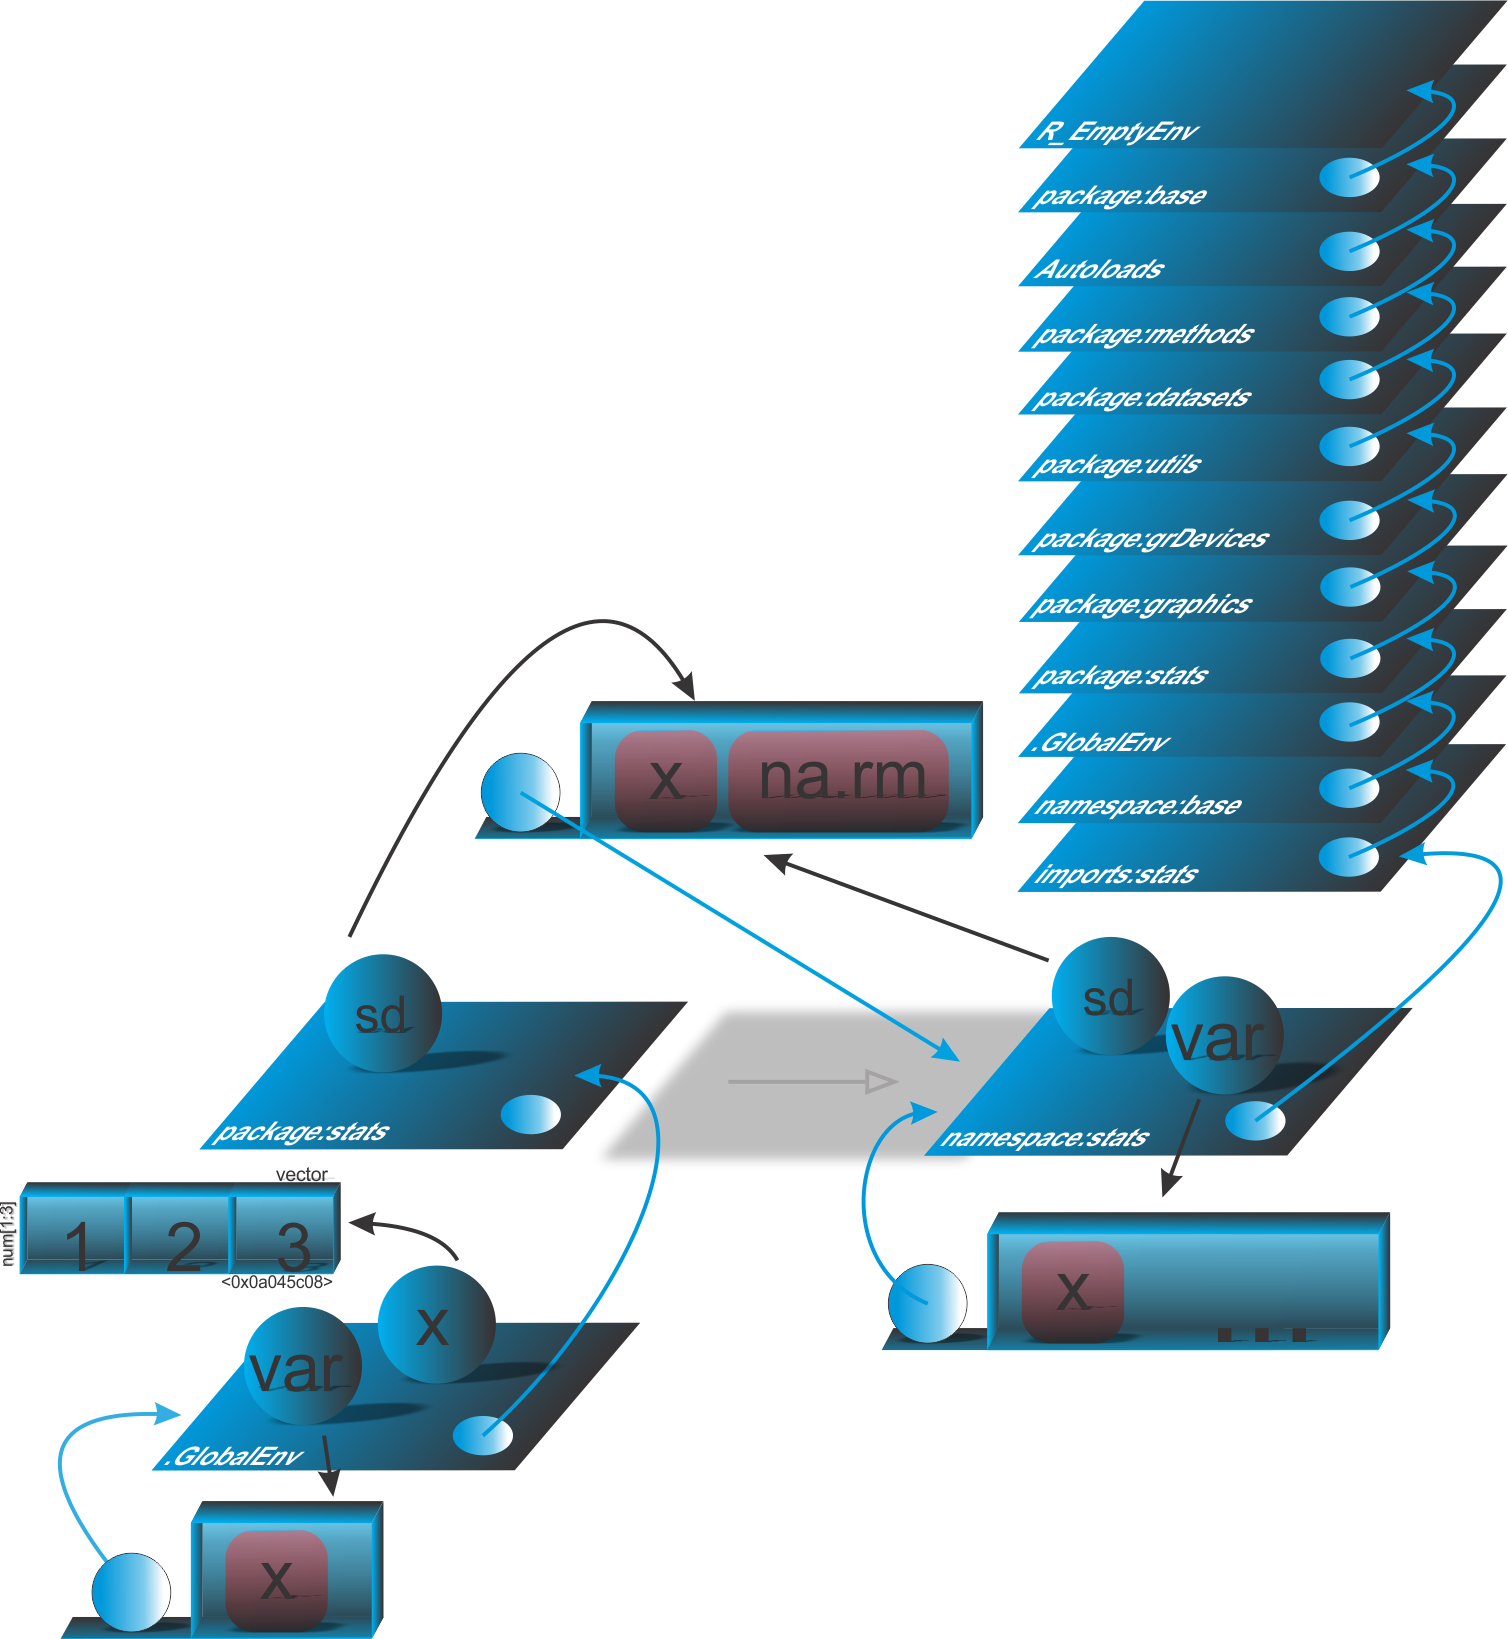 R_EmptyEnv
package:base
Autoloads
package:methods
package:datasets
package:utils
package:grDevices
package:graphics
package:stats
.GlobalEnv
namespace:base
imports:stats
x na.rm
sd
package:stats
sd
var
namespace:stats
vector
num[1:3]
1 2 3
<0x0a045c08>
x ...
var
x
.GlobalEnv
x